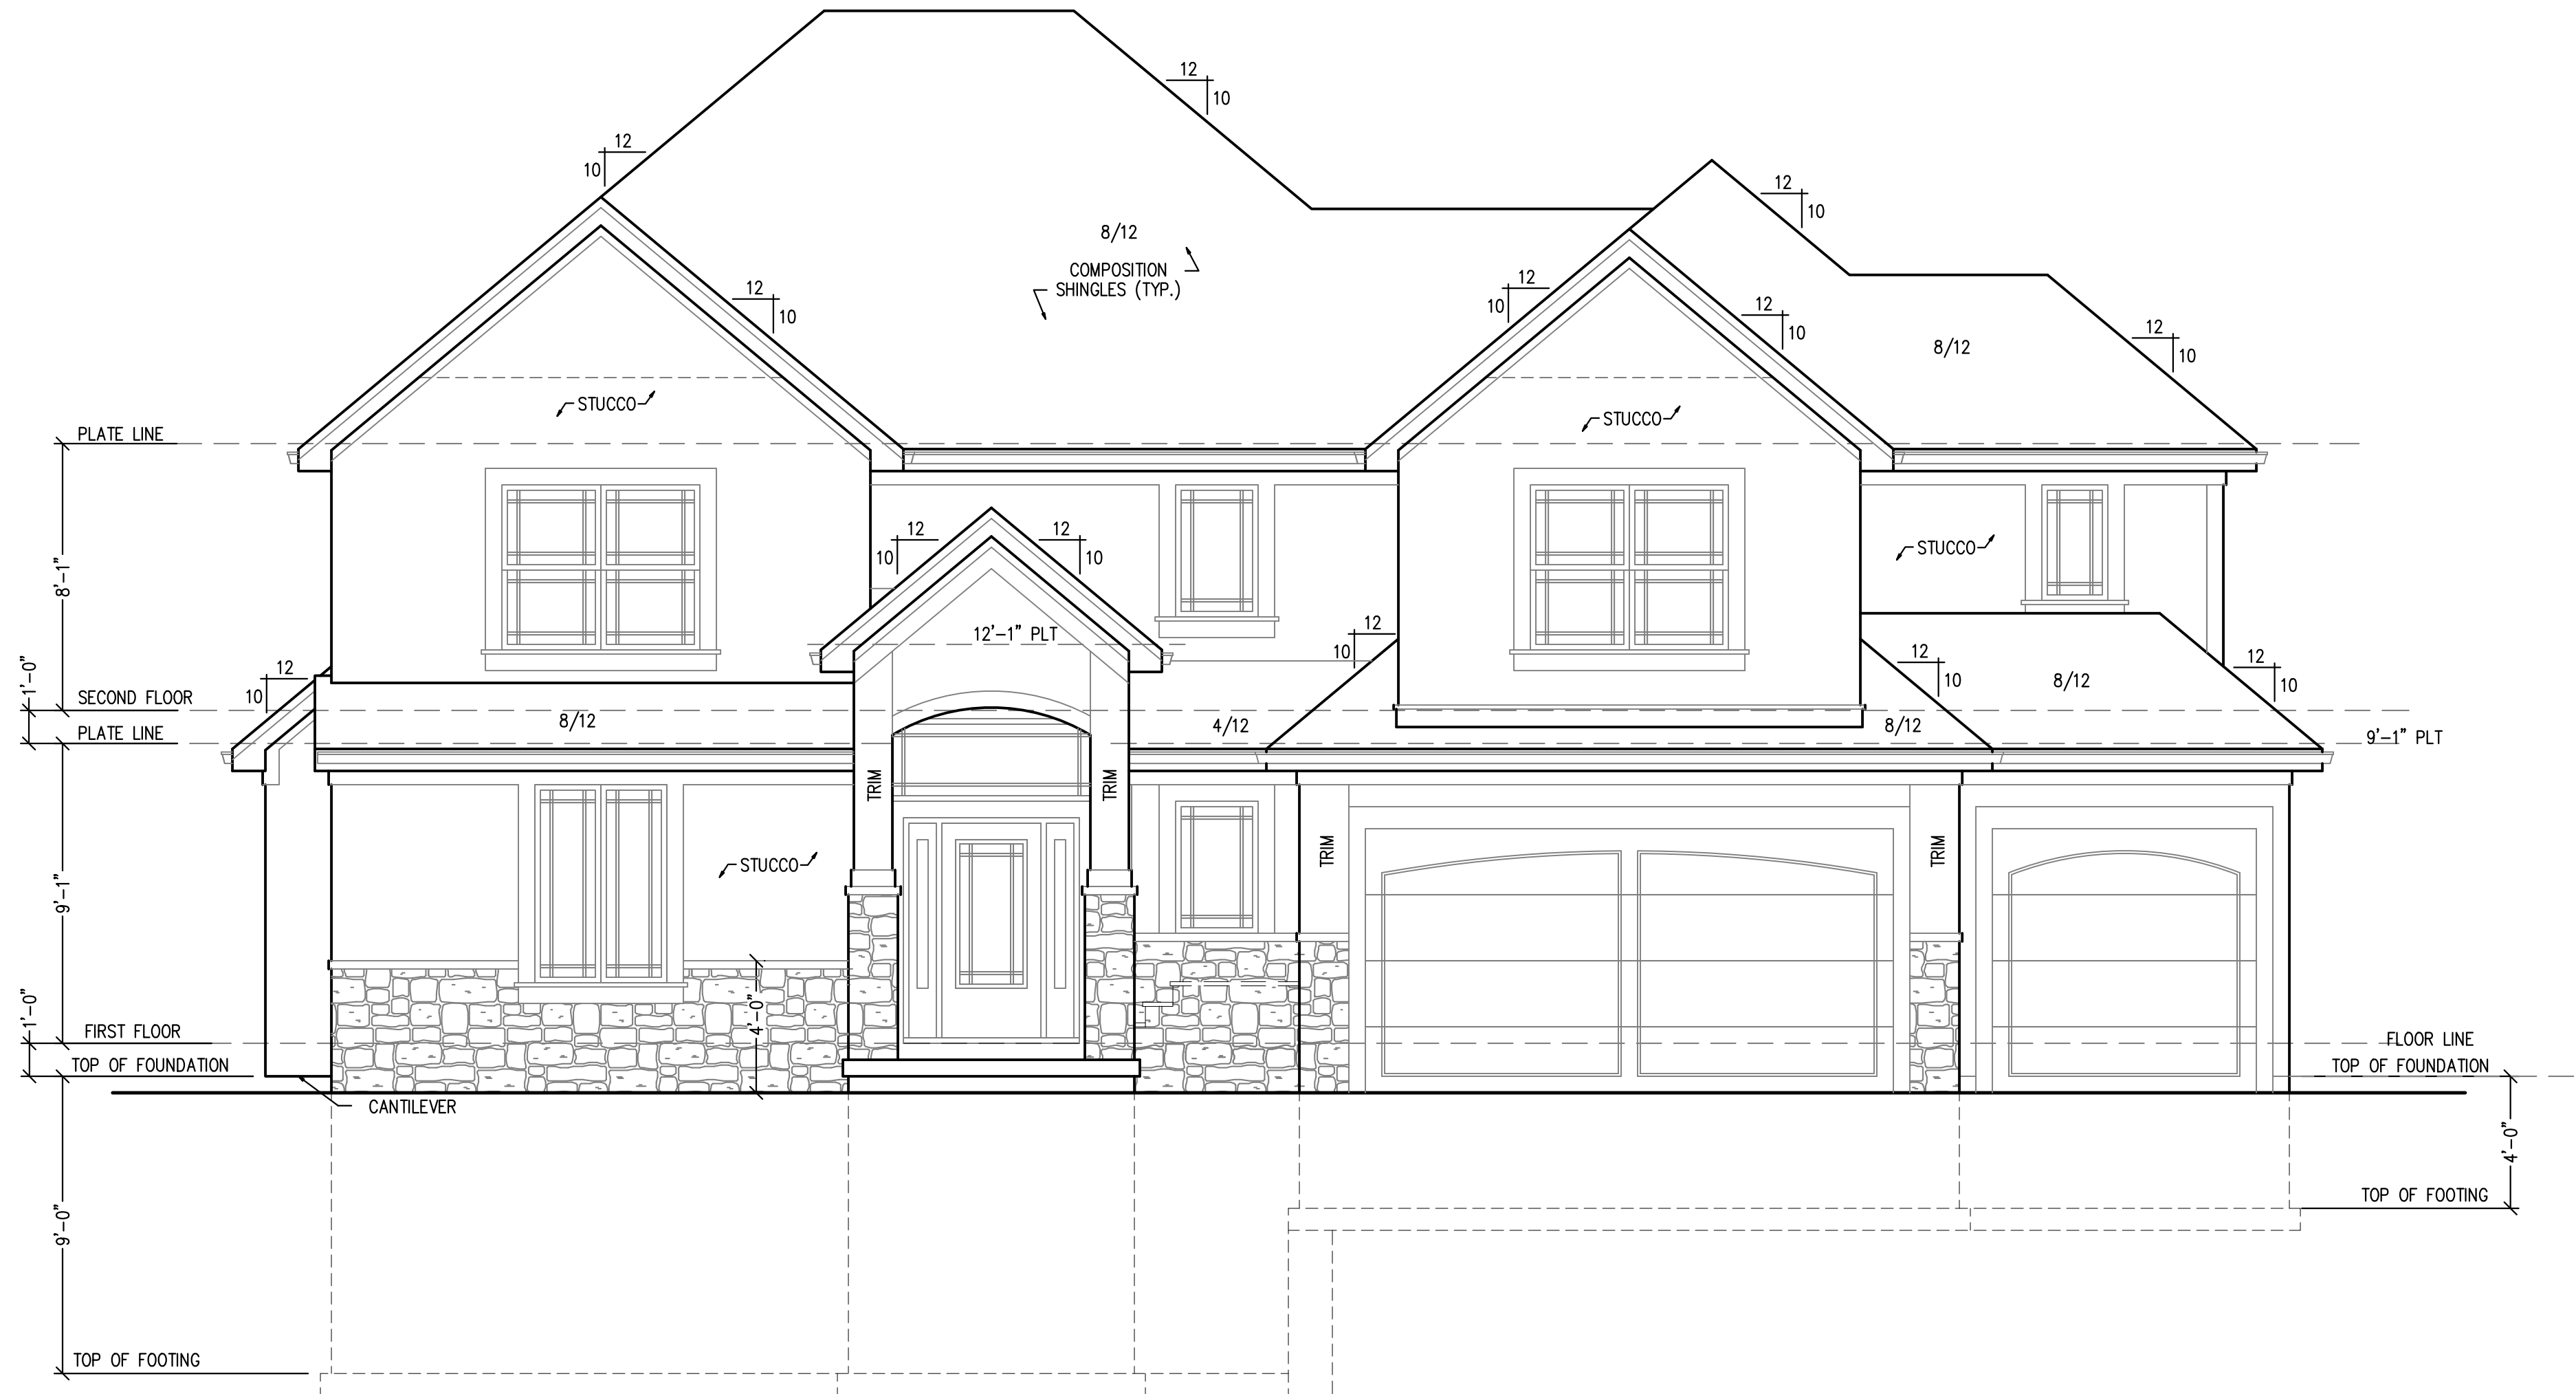 12
10
12
10
12
10
8/12
COMPOSITION
SHINGLES (TYP.)
12
10
12
10
12
10
12
10
8/12
12
10
STUCCO
STUCCO
PLATE LINE
8'-1"
12
10
12
10
STUCCO
12'-1" PLT
12
10
12
10
12
10
12
10
8/12
1'-0"
SECOND FLOOR
8/12
4/12
8/12
PLATE LINE
9'-1" PLT
TRIM
TRIM
TRIM
TRIM
STUCCO
9'-1"
4'-0"
1'-0"
FIRST FLOOR
FLOOR LINE
TOP OF FOUNDATION
TOP OF FOUNDATION
CANTILEVER
4'-0"
9'-0"
TOP OF FOOTING
TOP OF FOOTING